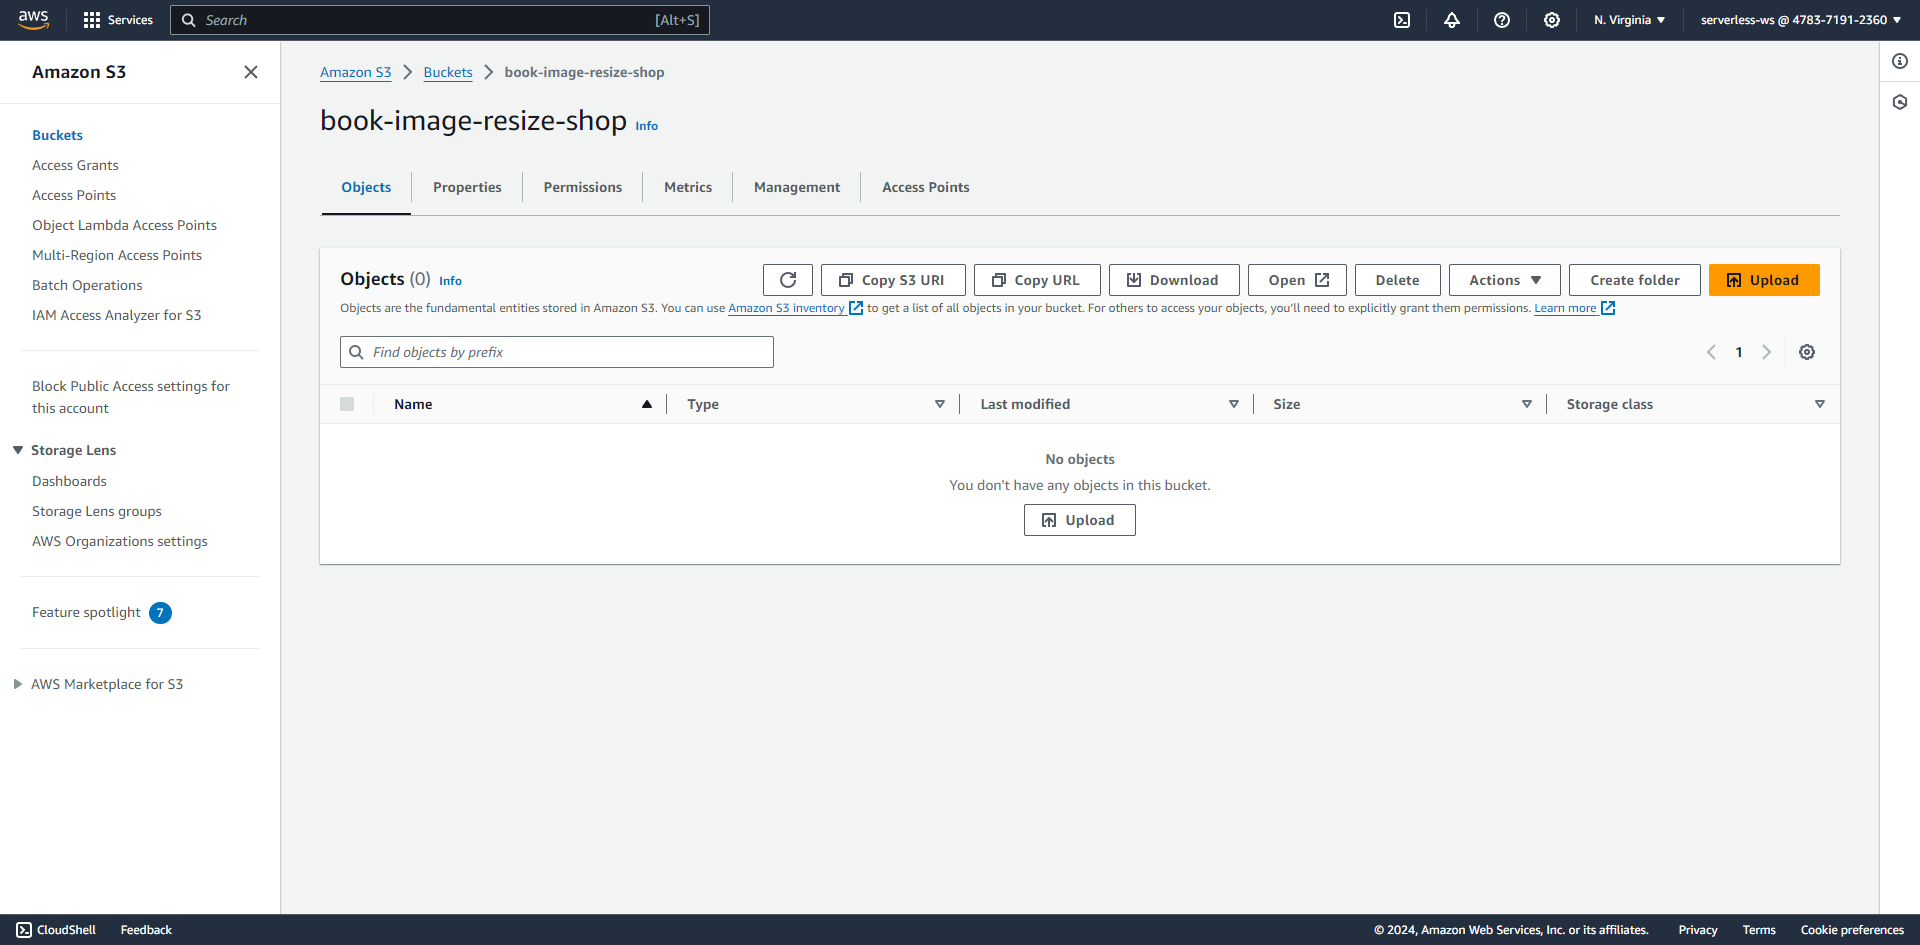 aws Services Search [Alt+S] N. Virginia serverless-ws @ 4783-7191-2360
Amazon S3
Buckets
Access Grants
Access Points
Object Lambda Access Points
Multi-Region Access Points
Batch Operations
IAM Access Analyzer for S3
Block Public Access settings for
this account
Storage Lens
Dashboards
Storage Lens groups
AWS Organizations settings
Feature spotlight 7
AWS Marketplace for S3
Amazon S3 Buckets book-image-resize-shop
book-image-resize-shop Info
Objects Properties Permissions Metrics Management Access Points
Objects (0) Info Copy S3 URI Copy URL Download Open Delete Actions Create folder Upload
Objects are the fundamental entities stored in Amazon S3. You can use Amazon S3 inventory to get a list of all objects in your bucket. For others to access your objects, you'll need to explicitly grant them permissions. Learn more
Find objects by prefix 1
Name Type Last modified Size Storage class
No objects
You don't have any objects in this bucket.
Upload
CloudShell Feedback © 2024, Amazon Web Services, Inc. or its affiliates. Privacy Terms Cookie preferences